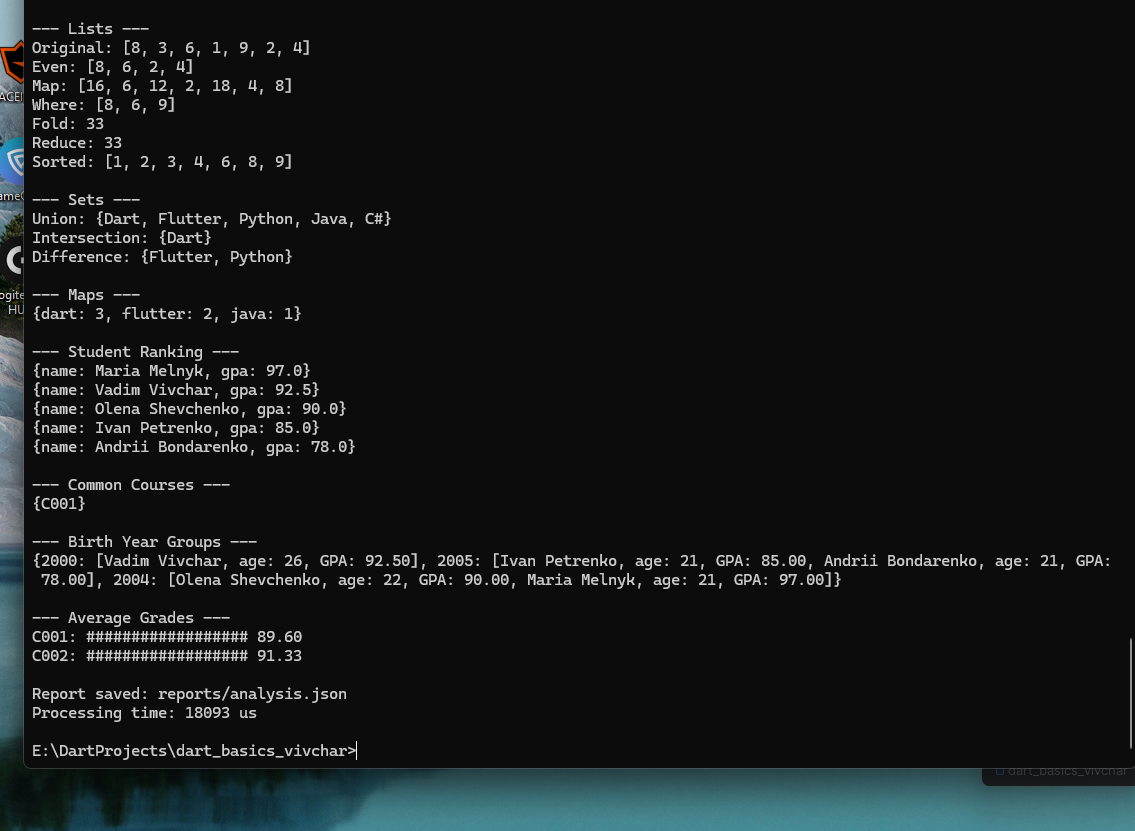 --- Lists ---
Original: [8, 3, 6, 1, 9, 2, 4]
Even: [8, 6, 2, 4]
Map: [16, 6, 12, 2, 18, 4, 8]
Where: [8, 6, 9]
Fold: 33
Reduce: 33
Sorted: [1, 2, 3, 4, 6, 8, 9]

--- Sets ---
Union: {Dart, Flutter, Python, Java, C#}
Intersection: {Dart}
Difference: {Flutter, Python}

--- Maps ---
{dart: 3, flutter: 2, java: 1}

--- Student Ranking ---
{name: Maria Melnyk, gpa: 97.0}
{name: Vadim Vivchar, gpa: 92.5}
{name: Olena Shevchenko, gpa: 90.0}
{name: Ivan Petrenko, gpa: 85.0}
{name: Andrii Bondarenko, gpa: 78.0}

--- Common Courses ---
{C001}

--- Birth Year Groups ---
{2000: [Vadim Vivchar, age: 26, GPA: 92.50], 2005: [Ivan Petrenko, age: 21, GPA: 85.00, Andrii Bondarenko, age: 21, GPA:
 78.00], 2004: [Olena Shevchenko, age: 22, GPA: 90.00, Maria Melnyk, age: 21, GPA: 97.00]}

--- Average Grades ---
C001: ################## 89.60
C002: ################## 91.33

Report saved: reports/analysis.json
Processing time: 18093 us

E:\DartProjects\dart_basics_vivchar>
dart_basics_vivchar
HU